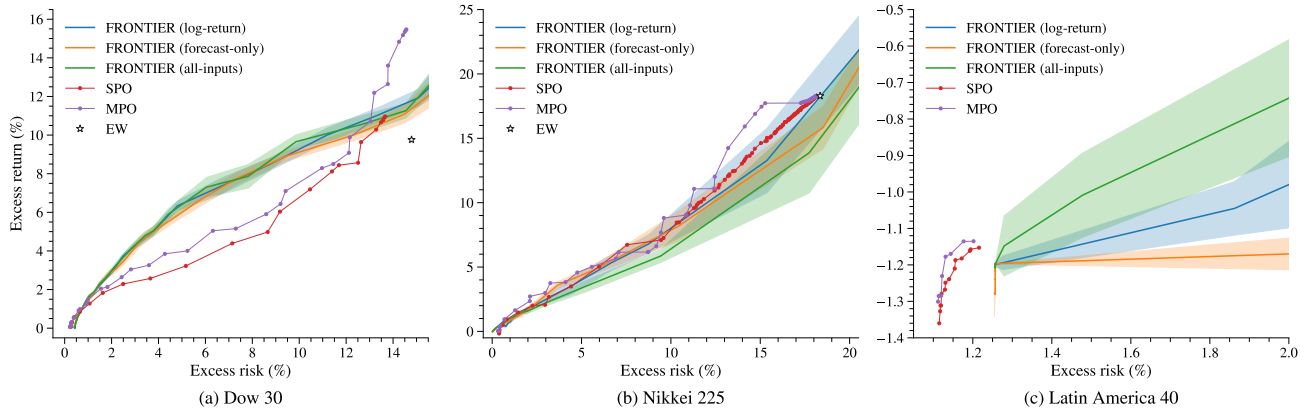 FRONTIER (log-return)
FRONTIER (forecast-only)
FRONTIER (all-inputs)
SPO
MPO
EW
Excess return (%)
16
14
12
10
8
6
4
2
0
0 2 4 6 8 10 12 14
Excess risk (%)
(a) Dow 30
FRONTIER (log-return)
FRONTIER (forecast-only)
FRONTIER (all-inputs)
SPO
MPO
EW
25
20
15
10
5
0
0 5 10 15 20
Excess risk (%)
(b) Nikkei 225
FRONTIER (log-return)
FRONTIER (forecast-only)
FRONTIER (all-inputs)
SPO
MPO
−0.5
−0.6
−0.7
−0.8
−0.9
−1.0
−1.1
−1.2
−1.3
−1.4
1.2 1.4 1.6 1.8 2.0
Excess risk (%)
(c) Latin America 40